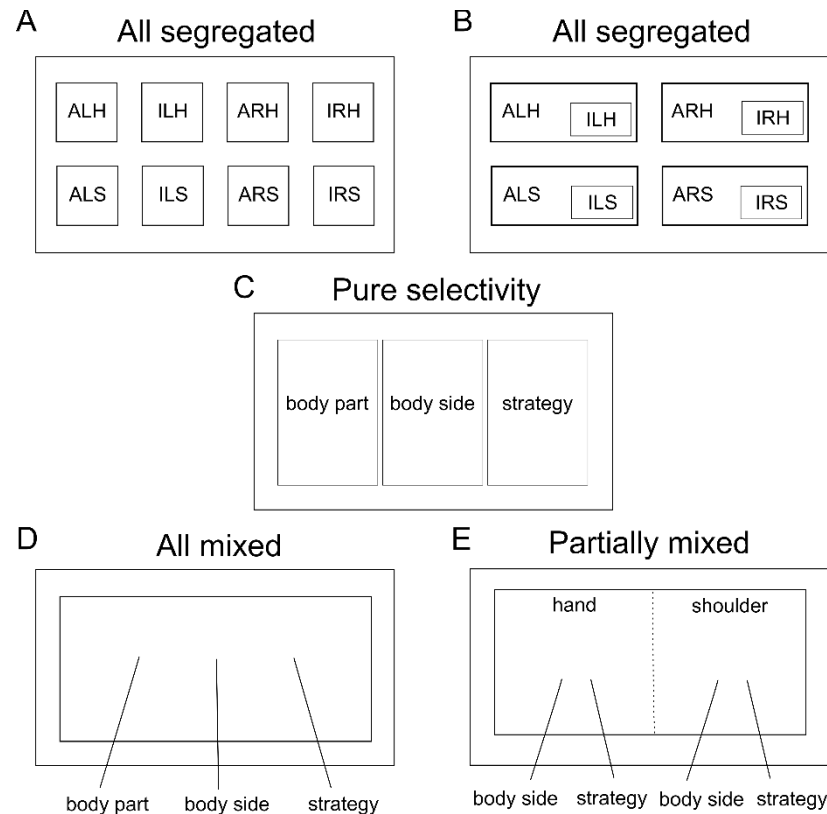 A
All segregated
ALH ILH ARH IRH
ALS ILS ARS IRS
B
All segregated
ALH ILH ARH IRH
ALS ILS ARS IRS
C
Pure selectivity
body part body side strategy
D
All mixed
body part body side strategy
E
Partially mixed
hand shoulder
body side strategy body side strategy